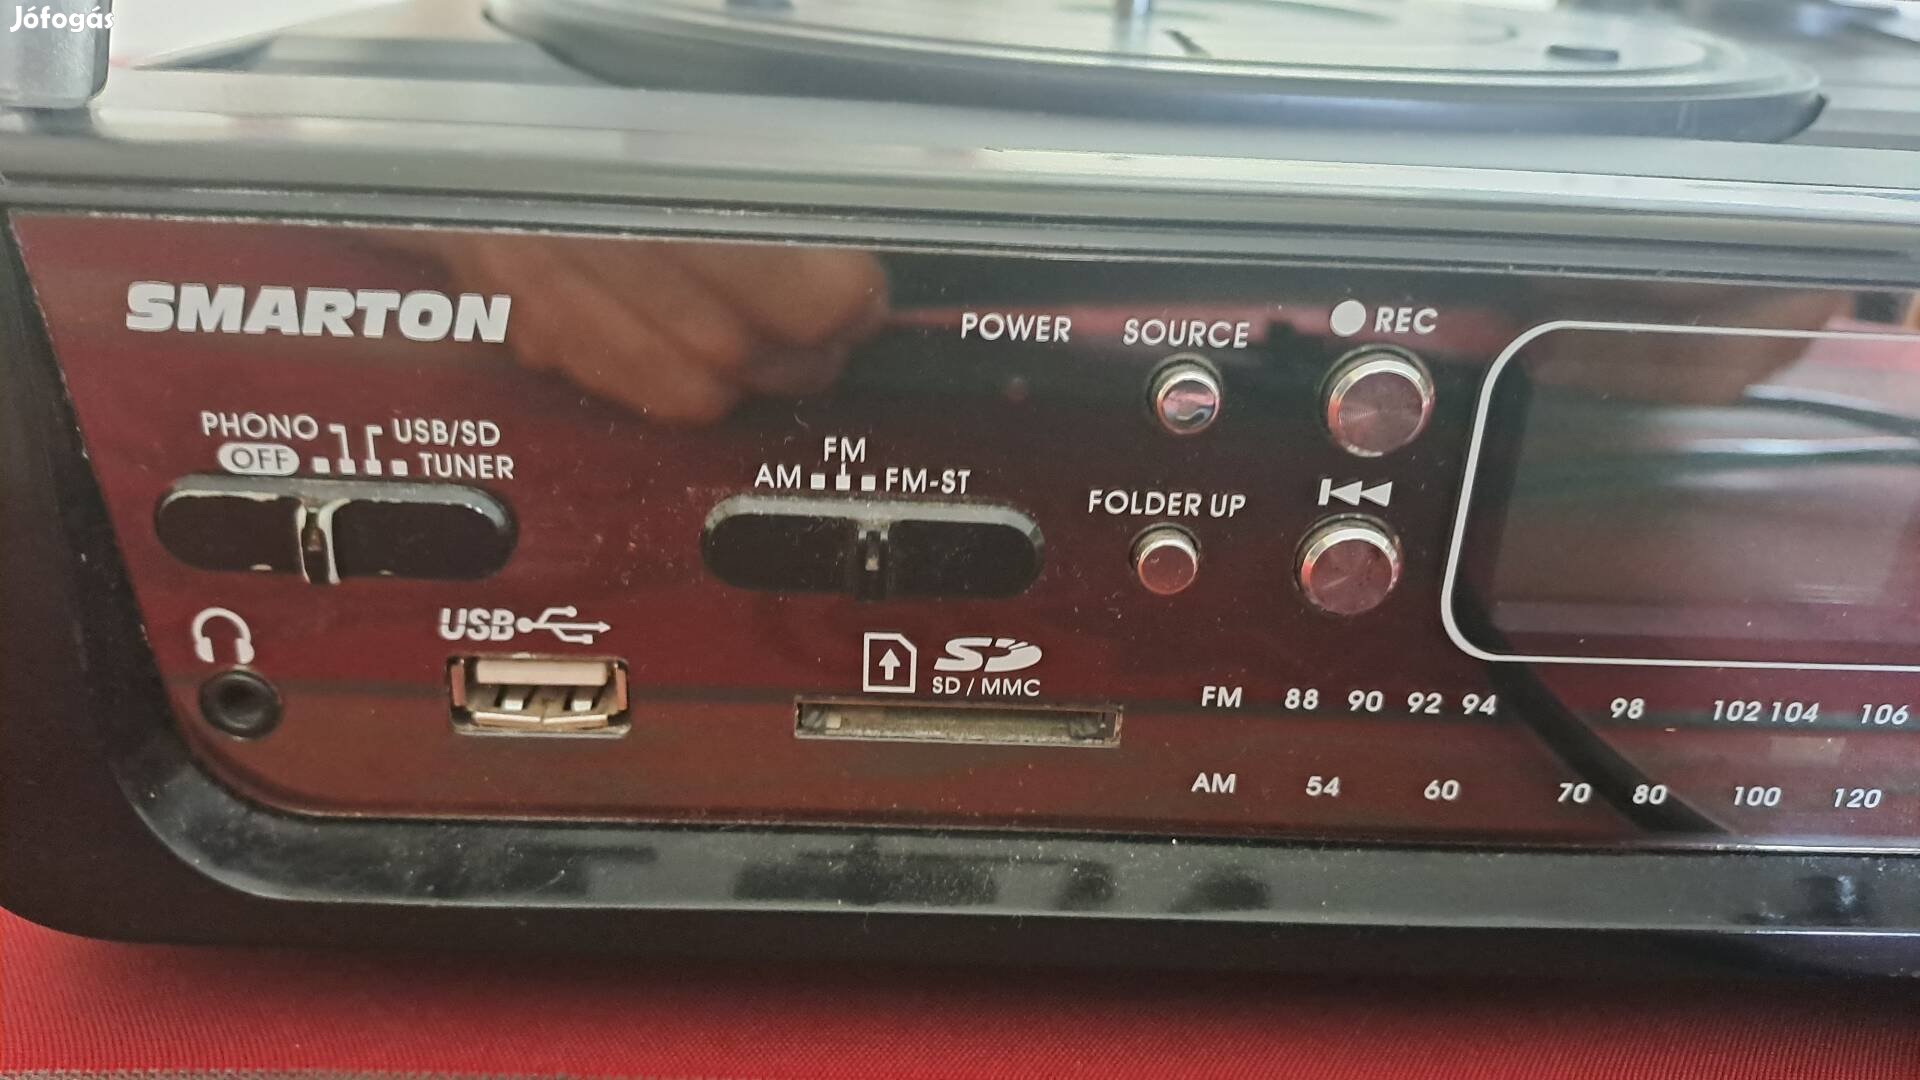 Jófogás
SMARTON
POWER SOURCE REC
PHONO USB/SD
OFF TUNER
FM
AM FM-ST
FOLDER UP
USB
SD
SD / MMC
FM 88 90 92 94 98 102 104 106
AM 54 60 70 80 100 120